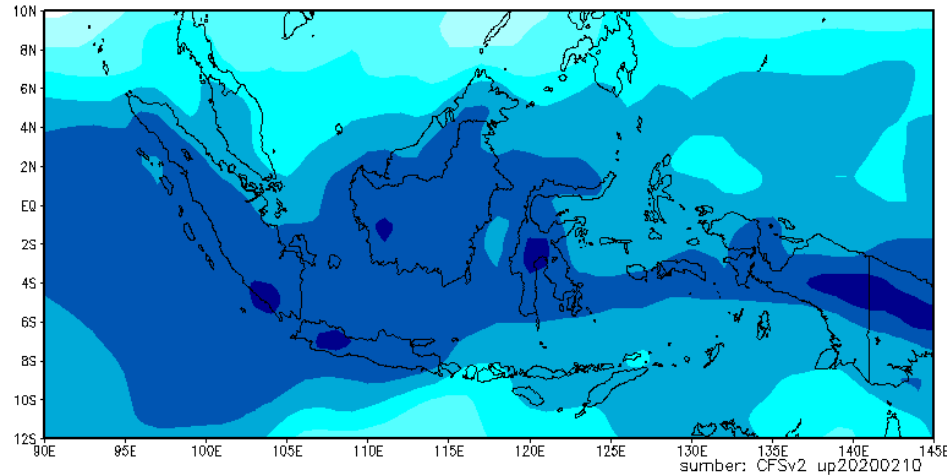 10N
8N
6N
4N
2N
EQ
2S
4S
6S
8S
10S
12S
90E 95E 100E 105E 110E 115E 120E 125E 130E 135E 140E 145E
sumber: CFSv2 up20200210